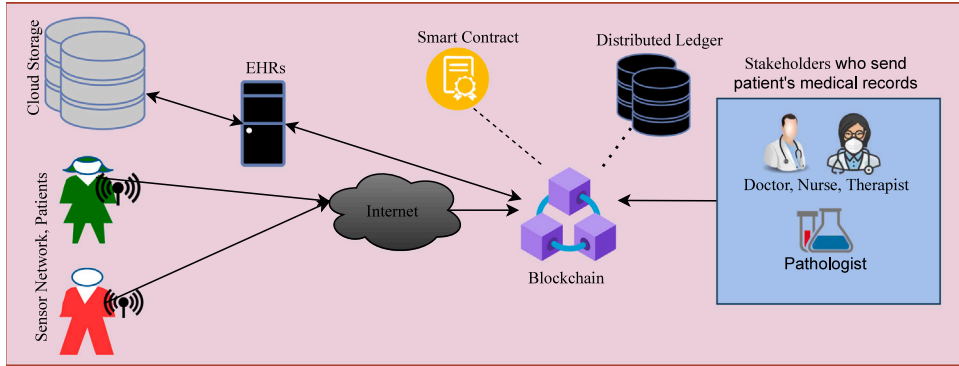 Cloud Storage
EHRs
Smart Contract
Distributed Ledger
Stakeholders who send
patient's medical records
Doctor, Nurse, Therapist
Pathologist
Sensor Network, Patients
Internet
Blockchain